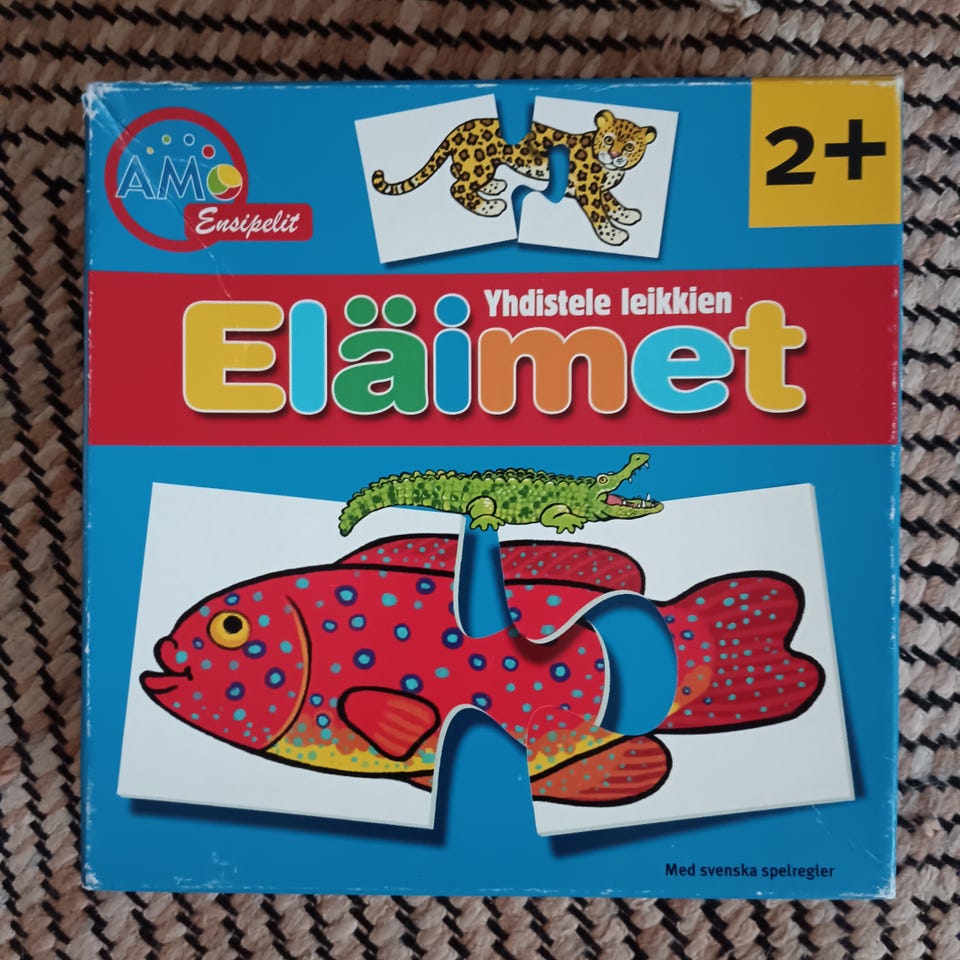 AMO
Ensipelit
2+
Yhdistele leikkien
Eläimet
Med svenska spelregler